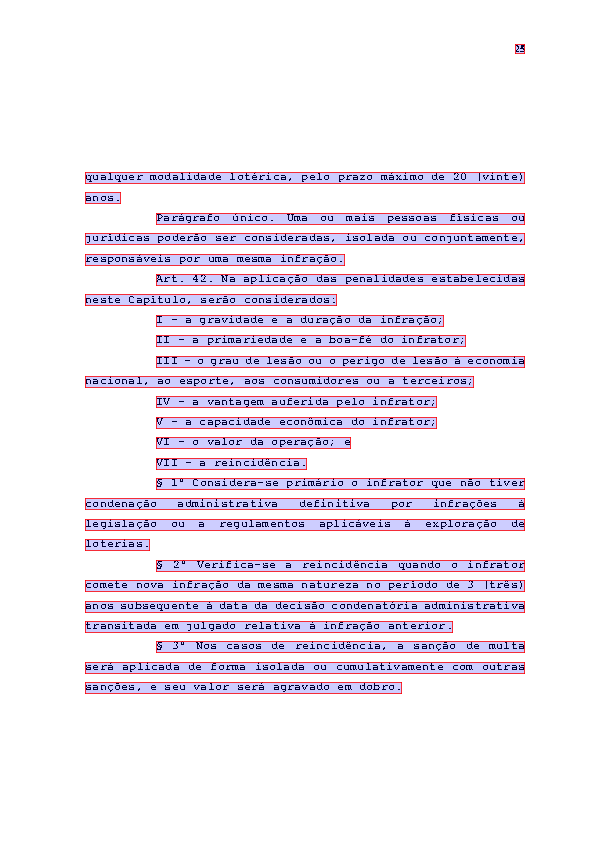 25
qualquer modalidade lotérica, pelo prazo máximo de 20 (vinte)
anos.
Parágrafo único. Uma ou mais pessoas físicas ou
jurídicas poderão ser consideradas, isolada ou conjuntamente,
responsáveis por uma mesma infração.
Art. 42. Na aplicação das penalidades estabelecidas
neste Capítulo, serão considerados:
I – a gravidade e a duração da infração;
II – a primariedade e a boa-fé do infrator;
III – o grau de lesão ou o perigo de lesão à economia
nacional, ao esporte, aos consumidores ou a terceiros;
IV – a vantagem auferida pelo infrator;
V – a capacidade econômica do infrator;
VI – o valor da operação; e
VII – a reincidência.
§ 1º Considera-se primário o infrator que não tiver
condenação administrativa definitiva por infrações à
legislação ou a regulamentos aplicáveis à exploração de
loterias.
§ 2º Verifica-se a reincidência quando o infrator
comete nova infração da mesma natureza no período de 3 (três)
anos subsequente à data da decisão condenatória administrativa
transitada em julgado relativa à infração anterior.
§ 3º Nos casos de reincidência, a sanção de multa
será aplicada de forma isolada ou cumulativamente com outras
sanções, e seu valor será agravado em dobro.